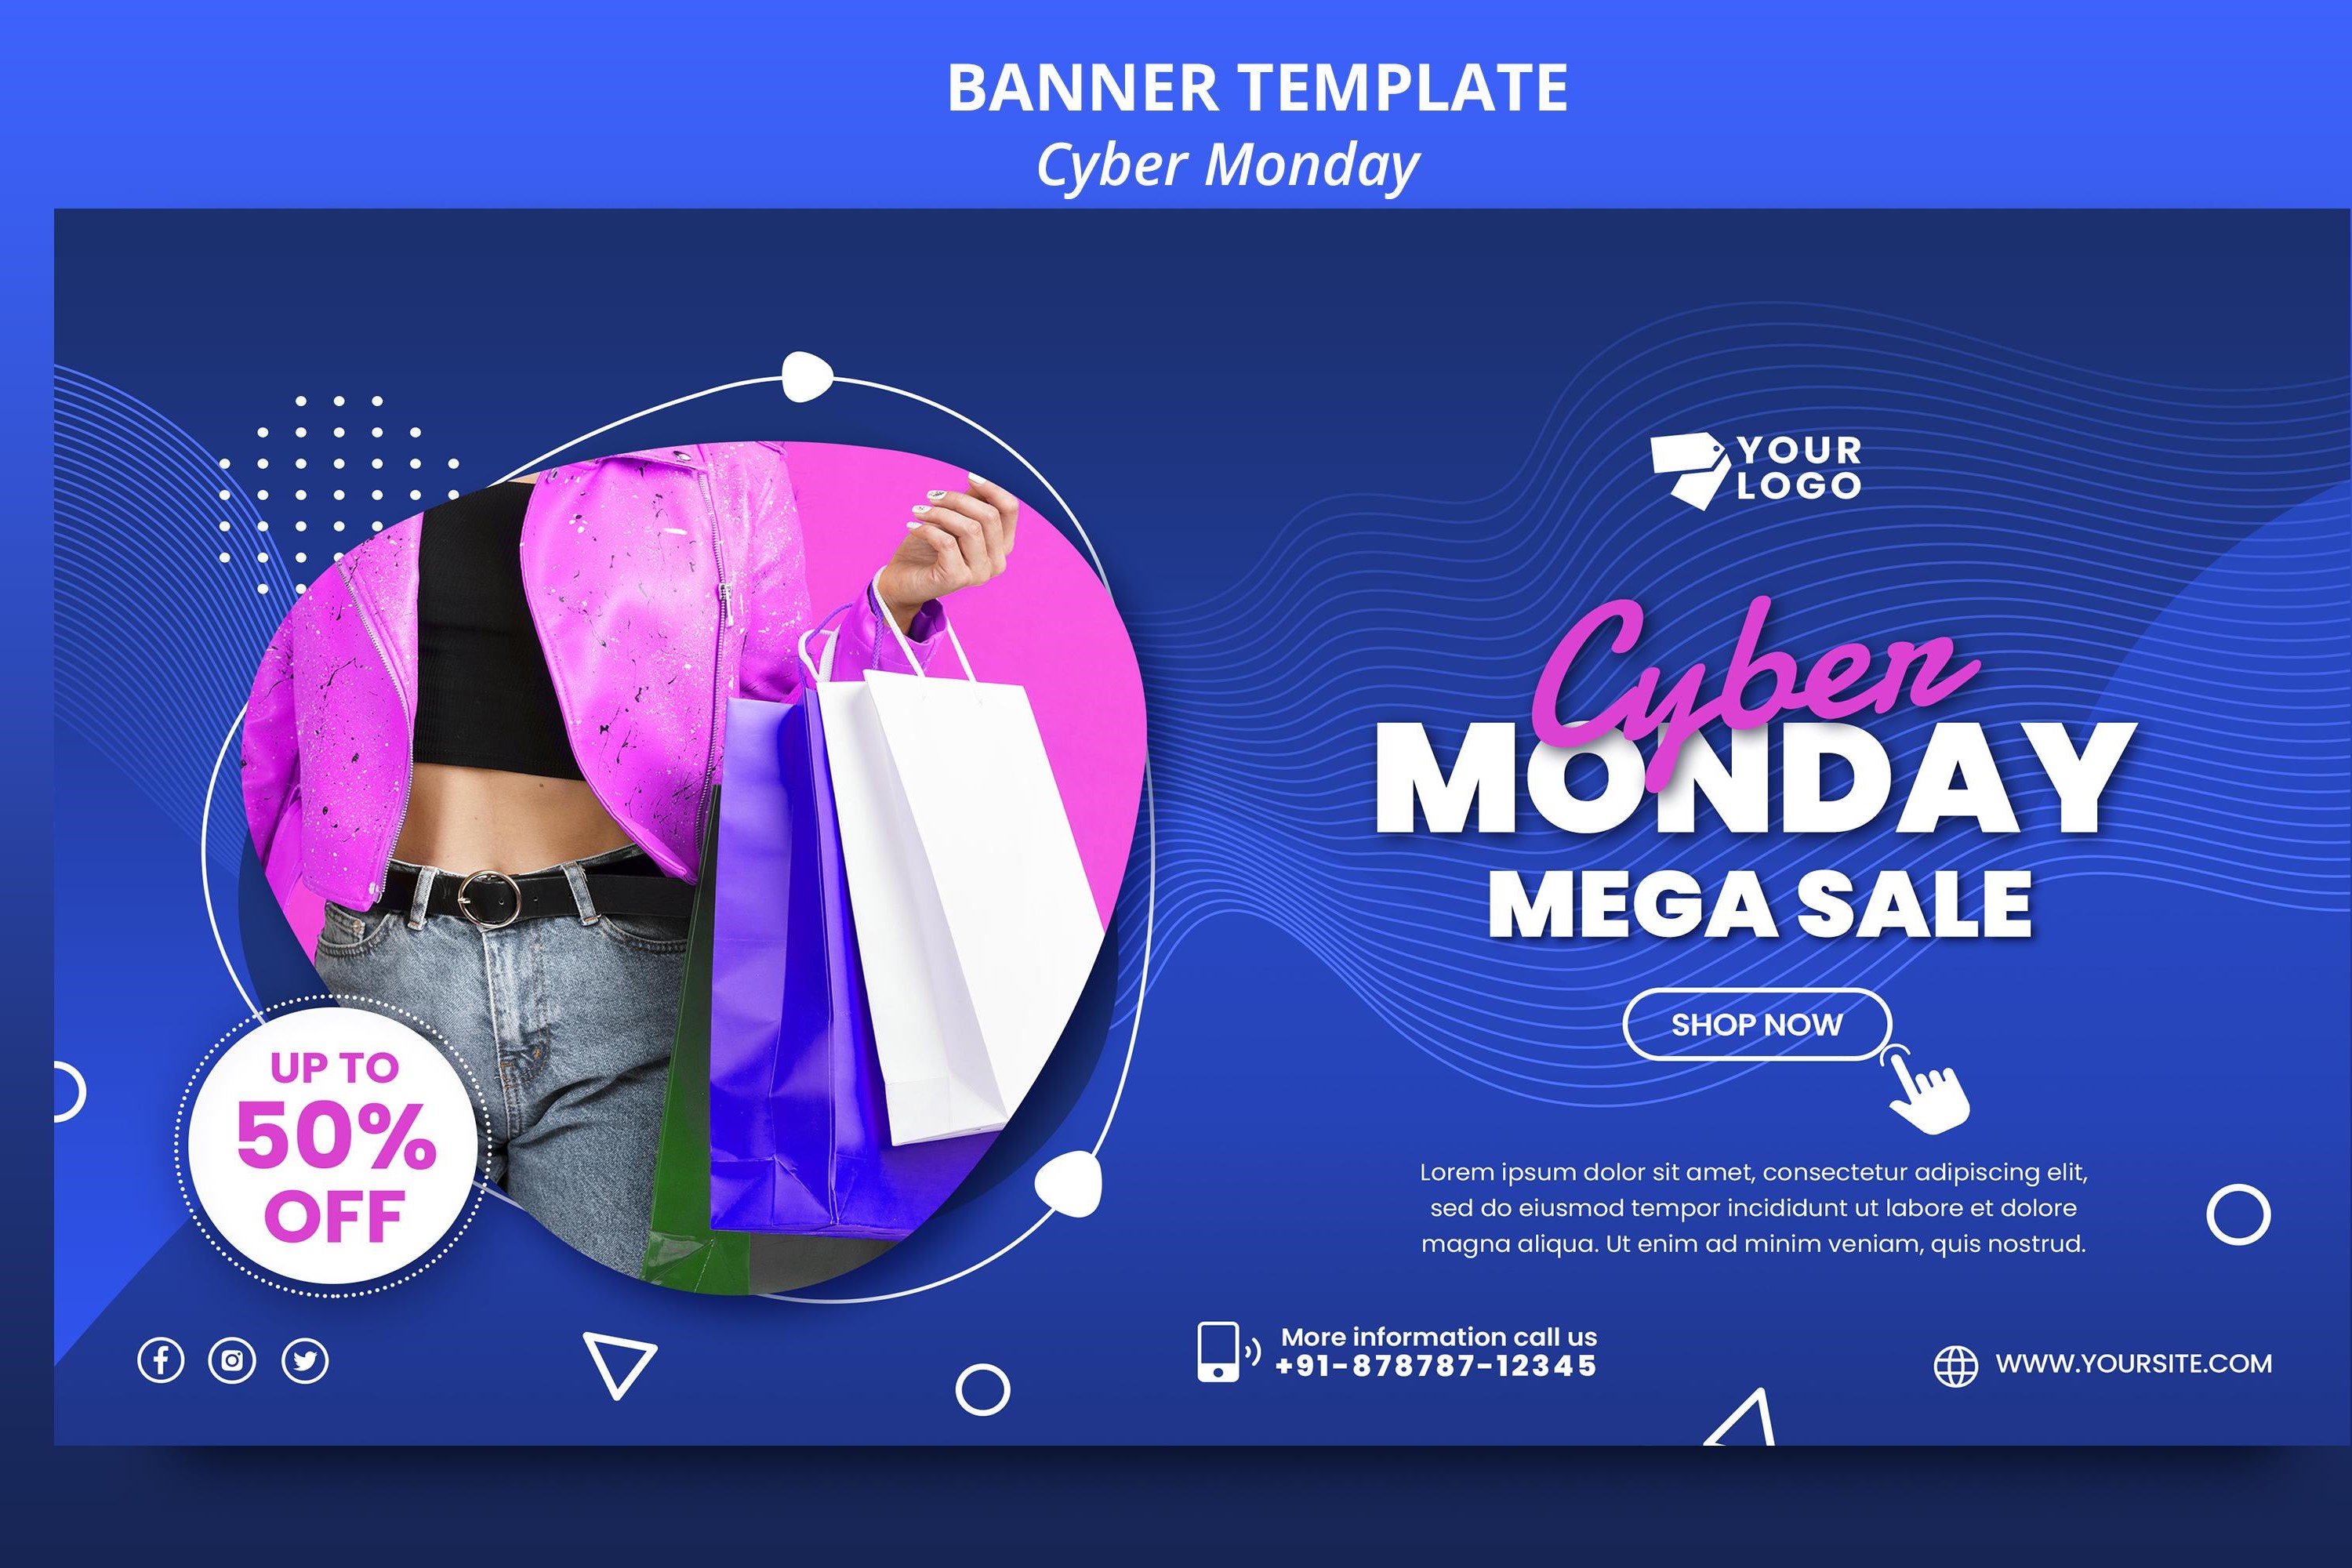 BANNER TEMPLATE
Cyber Monday
YOUR
LOGO
Cyber
MONDAY
MEGA SALE
SHOP NOW
UP TO
50%
OFF
Lorem ipsum dolor sit amet, consectetur adipiscing elit,
sed do eiusmod tempor incididunt ut labore et dolore
magna aliqua. Ut enim ad minim veniam, quis nostrud.
More information call us
+91-878787-12345
WWW.YOURSITE.COM